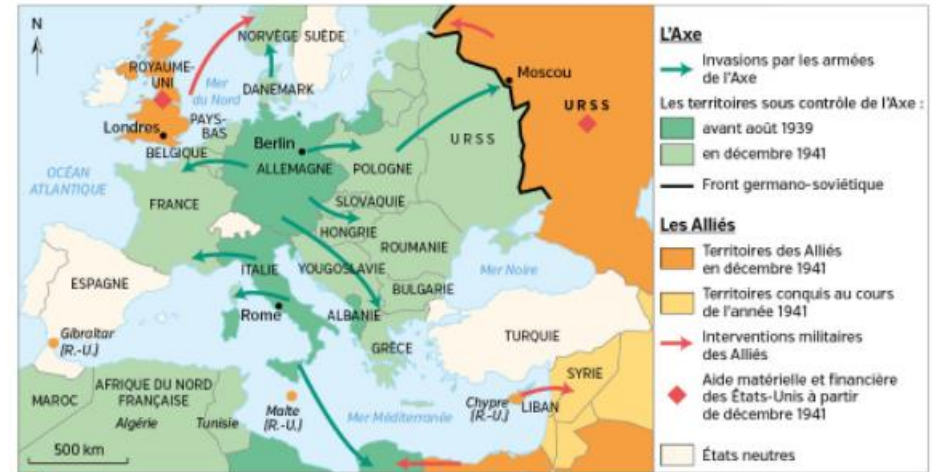 N
NORVÈGE SUÈDE
ROYAUME-
UNI
Mer
du Nord
DANEMARK
Moscou
URSS
Londres
PAYS-
BAS
Berlin
URSS
BELGIQUE
ALLEMAGNE
POLOGNE
OCÉAN
ATLANTIQUE
FRANCE
SLOVAQUIE
HONGRIE
ROUMANIE
ITALIE
YOUGOSLAVIE
Mer Noire
ESPAGNE
BULGARIE
Rome
ALBANIE
Gibraltar
(R.-U.)
TURQUIE
GRÈCE
SYRIE
MAROC
AFRIQUE DU NORD
FRANÇAISE
Algérie
Tunisie
Malte
(R.-U.)
Mer Méditerranée
Chypre
(R.-U.)
LIBAN
500 km
L'Axe
Invasions par les armées
de l'Axe
Les territoires sous contrôle de l'Axe :
avant août 1939
en décembre 1941
Front germano-soviétique
Les Alliés
Territoires des Alliés
en décembre 1941
Territoires conquis au cours
de l'année 1941
Interventions militaires
des Alliés
Aide matérielle et financière
des États-Unis à partir
de décembre 1941
États neutres